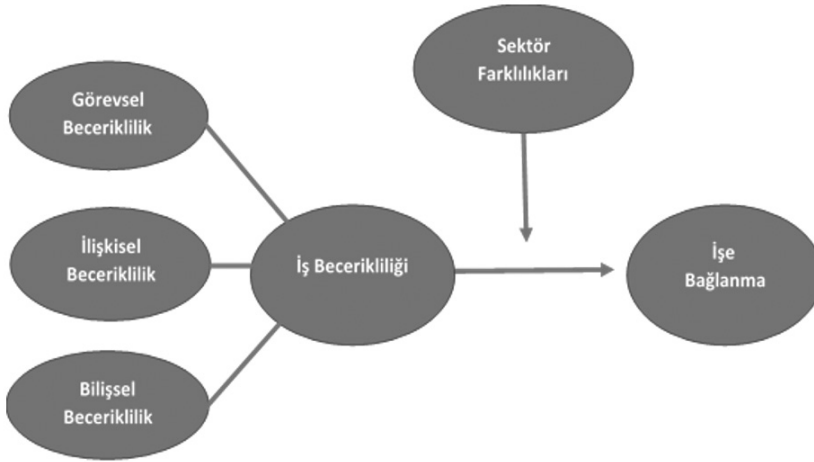 Sektör
Farklılıkları
Görevsel
Beceriklilik
İlişkisel
Beceriklilik
İş Becerikliliği
İşe
Bağlanma
Bilişsel
Beceriklilik